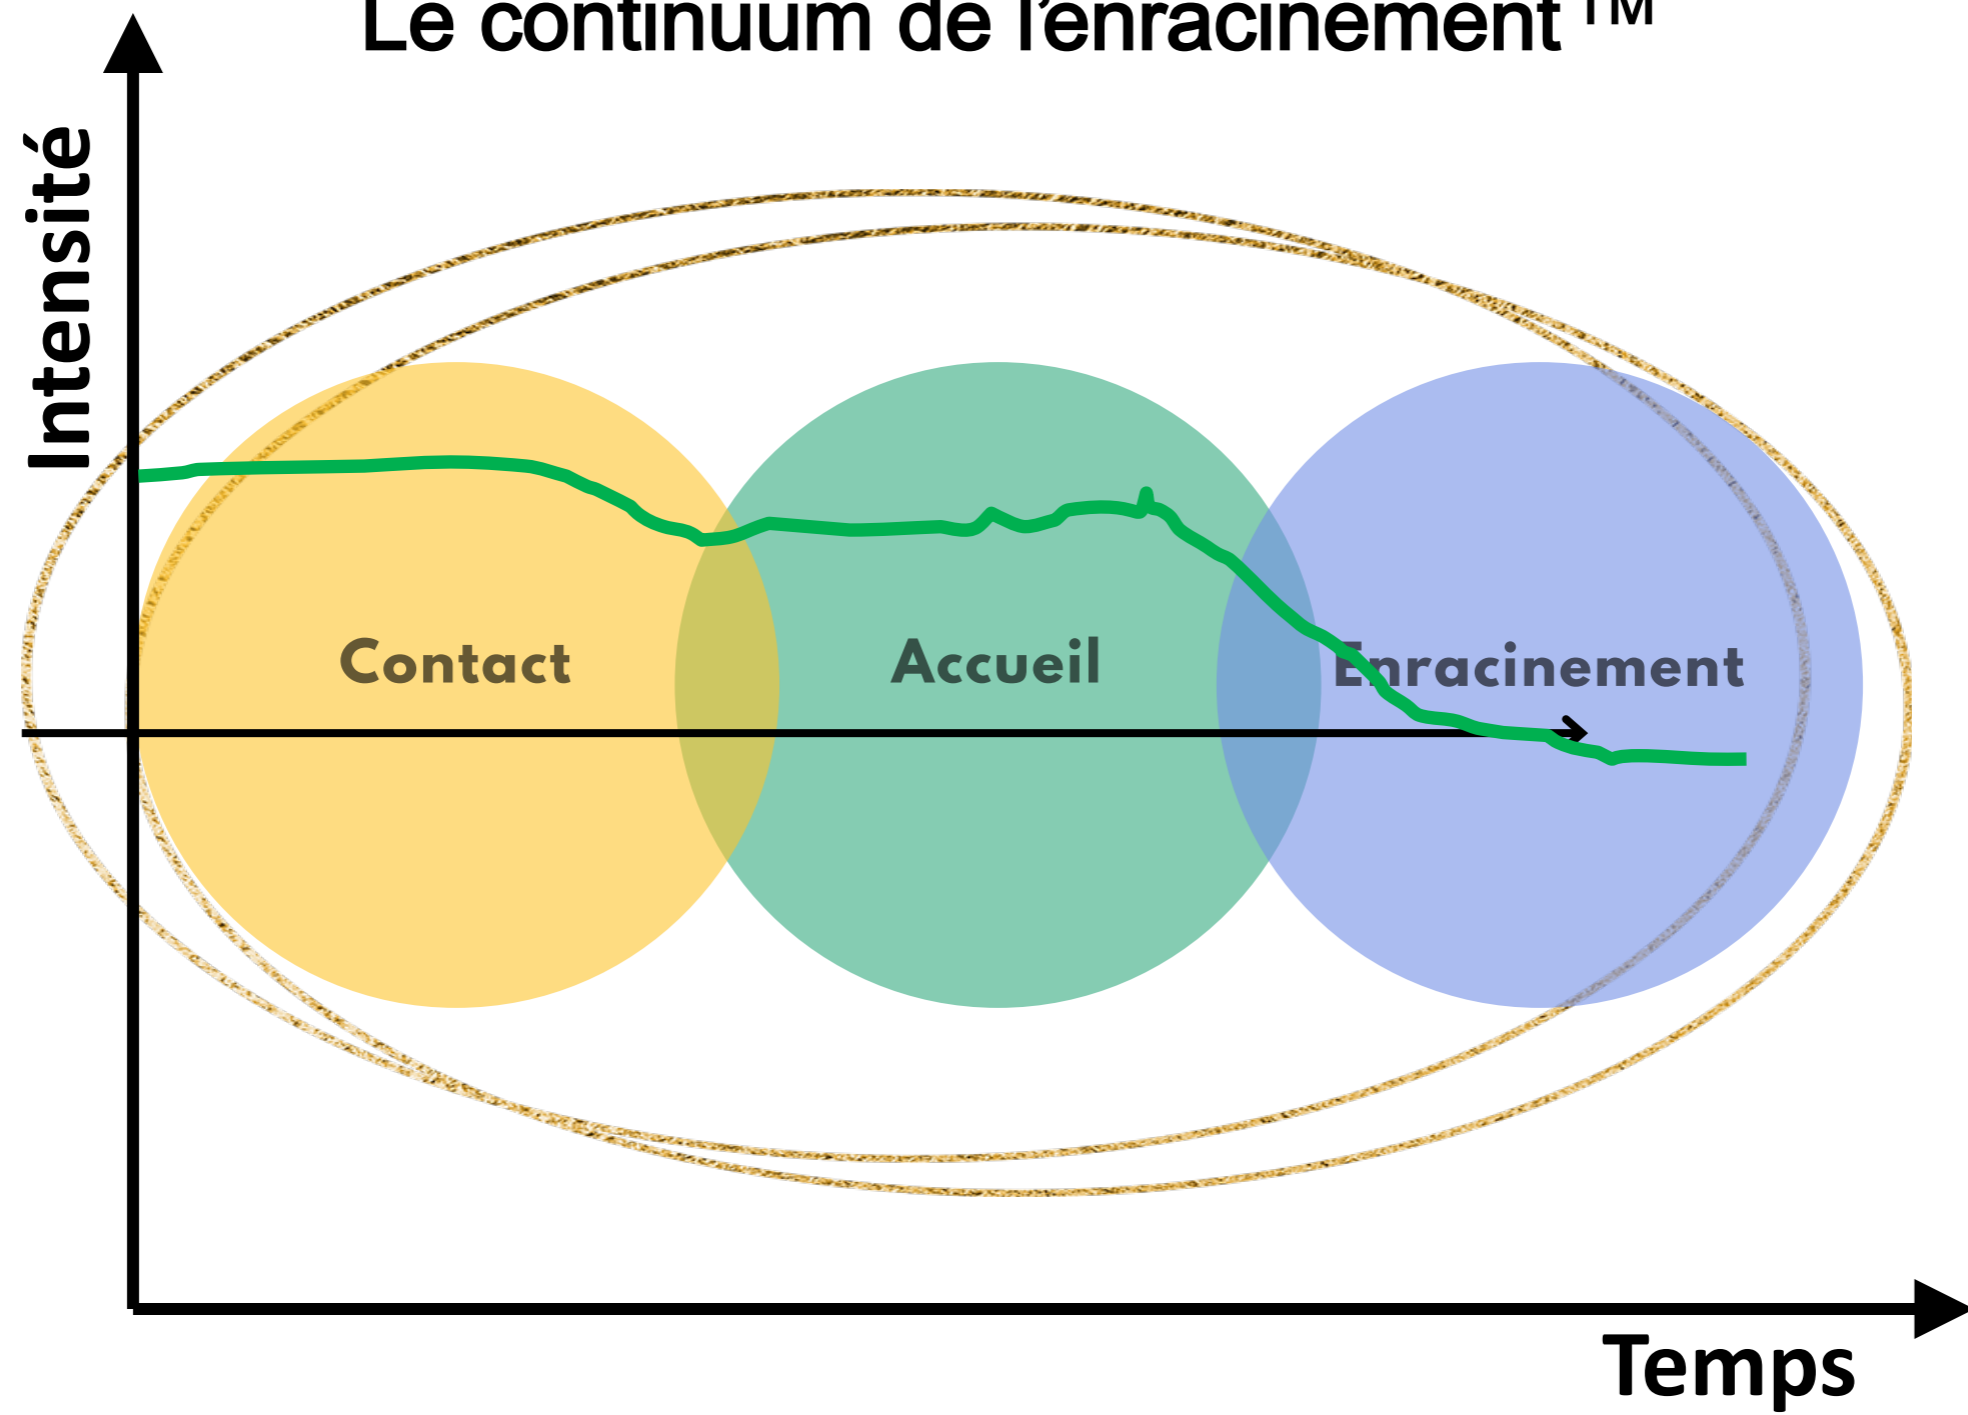 Le continuum de l'enracinement TM
Intensité
Contact
Accueil
Enracinement
Temps